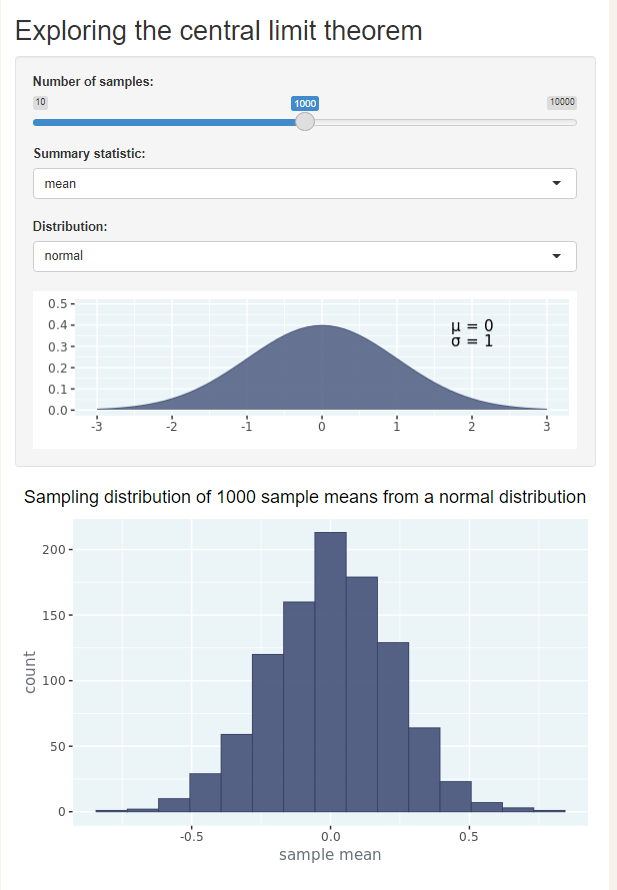 Exploring the central limit theorem
Number of samples:
10 1000 10000
Summary statistic:
mean
Distribution:
normal
0.5
0.4
0.3
0.2
0.1
0.0
μ = 0
σ = 1
-3 -2 -1 0 1 2 3
Sampling distribution of 1000 sample means from a normal distribution
count
200
150
100
50
0
-0.5 0.0 0.5
sample mean